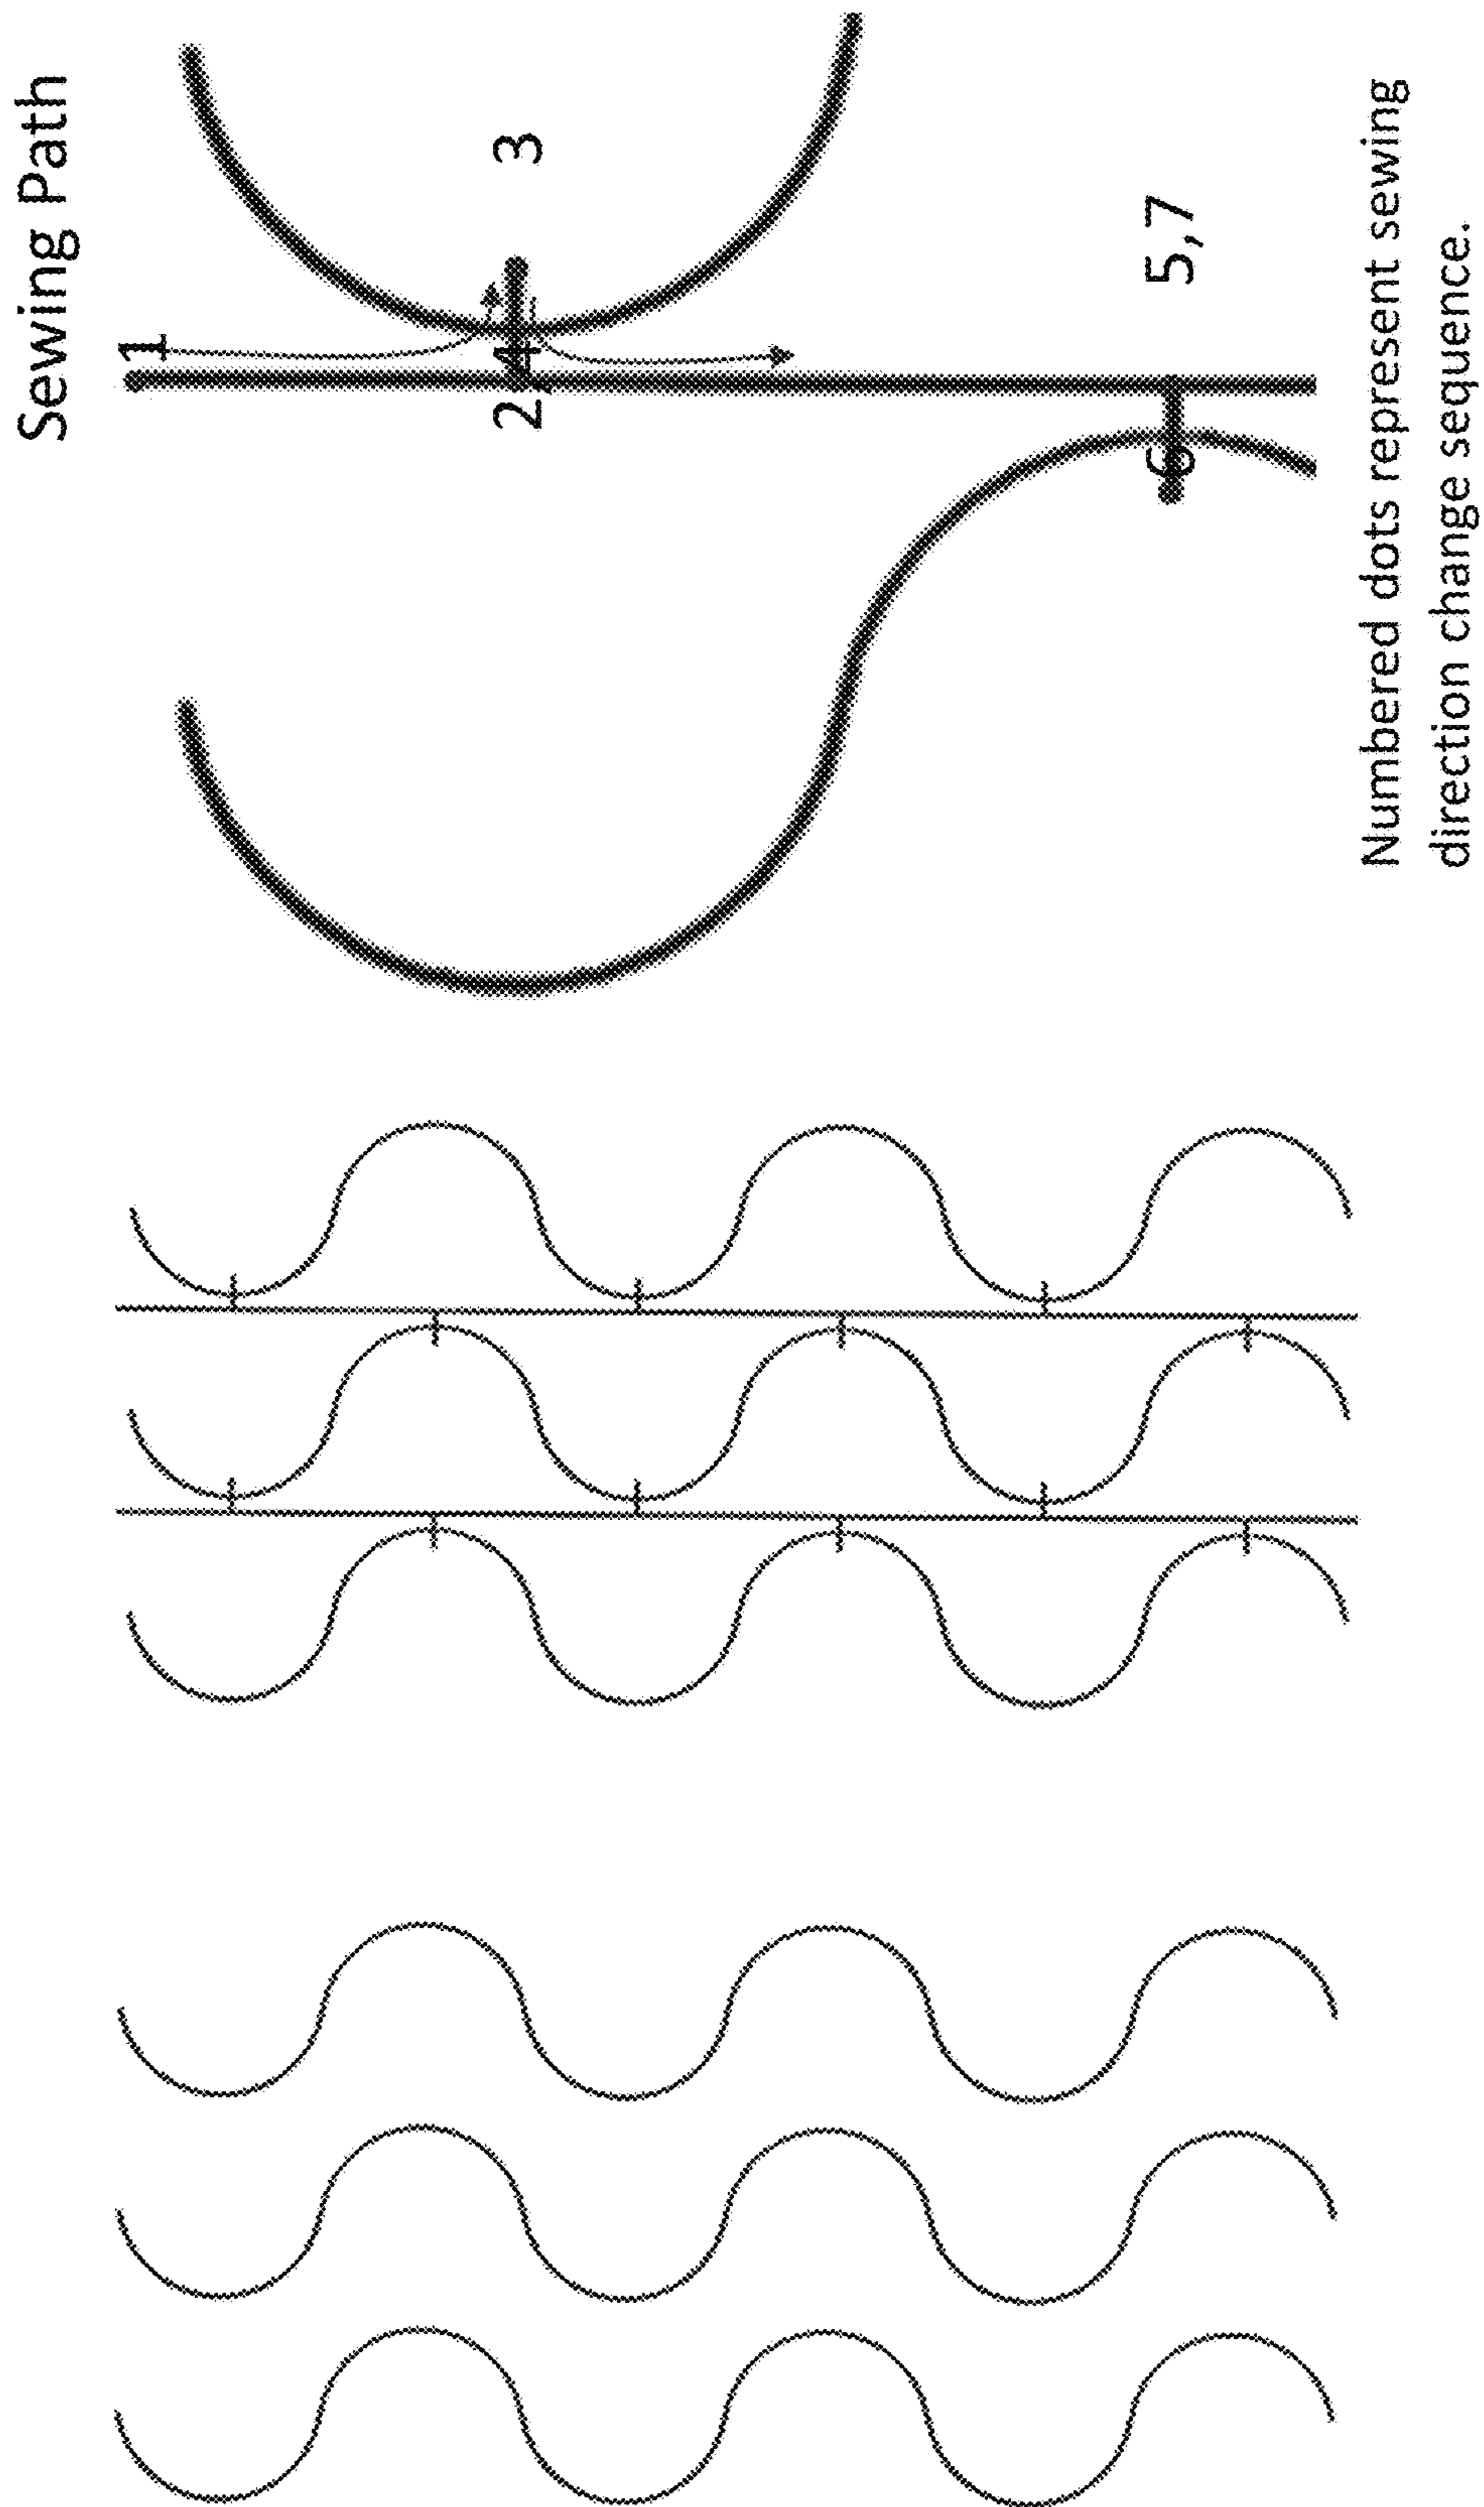 Sewing Path
1
2,4
3
5,7
6
Numbered dots represent sewing
direction change sequence.